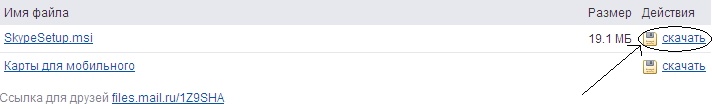 Имя файла Размер Действия
SkypeSetup.msi 19.1 МБ скачать
Карты для мобильного скачать
Ссылка для друзей files.mail.ru/1Z9SHA